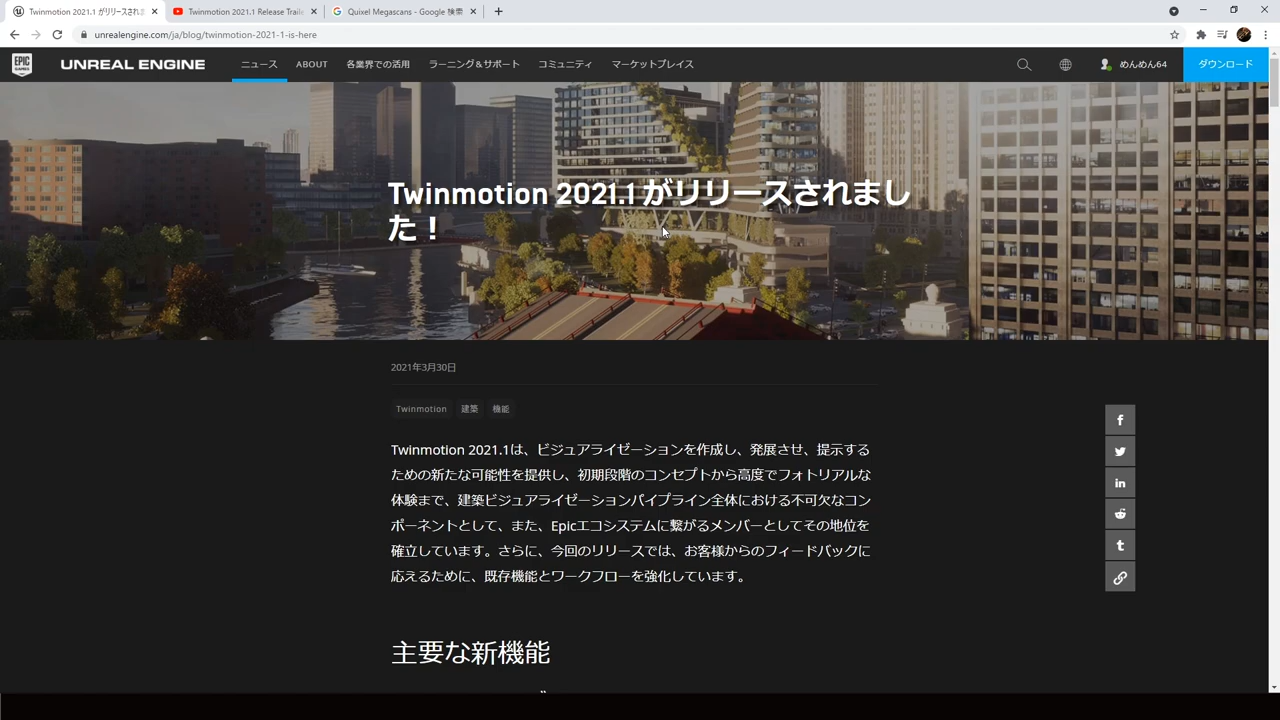 Twinmotion 2021.1 がリリースされま
Twinmotion 2021.1 Release Traile
Quixel Megascans - Google 検索
unrealengine.com/ja/blog/twinmotion-2021-1-is-here
EPIC GAMES
UNREAL ENGINE
ニュース
ABOUT
各業界での活用
ラーニング＆サポート
コミュニティ
マーケットプレイス
めんめん64
ダウンロード
Twinmotion 2021.1 がリリースされまし
た！
2021年3月30日
Twinmotion 建築 機能
Twinmotion 2021.1は、ビジュアライゼーションを作成し、発展させ、提示する
ための新たな可能性を提供し、初期段階のコンセプトから高度でフォトリアルな
体験まで、建築ビジュアライゼーションパイプライン全体における不可欠なコン
ポーネントとして、また、Epicエコシステムに繋がるメンバーとしてその地位を
確立しています。さらに、今回のリリースでは、お客様からのフィードバックに
応えるために、既存機能とワークフローを強化しています。
主要な新機能